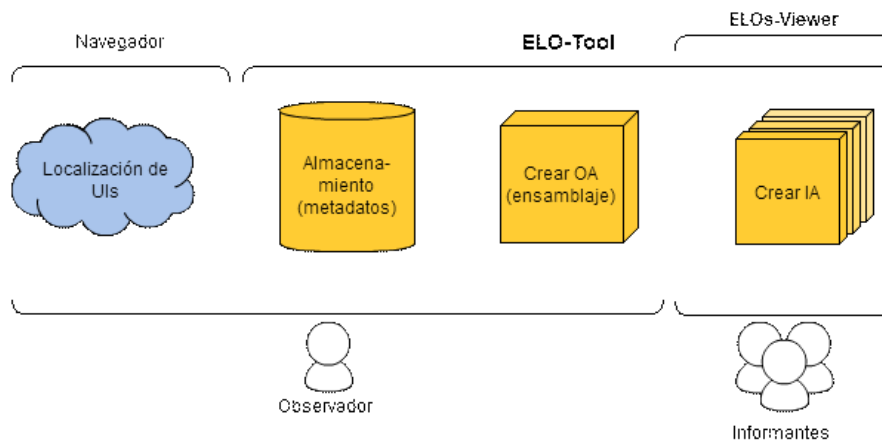 Navegador
ELO-Tool
ELOs-Viewer
Localización de
UIs
Almacena-
miento
(metadatos)
Crear OA
(ensamblaje)
Crear IA
Observador
Informantes